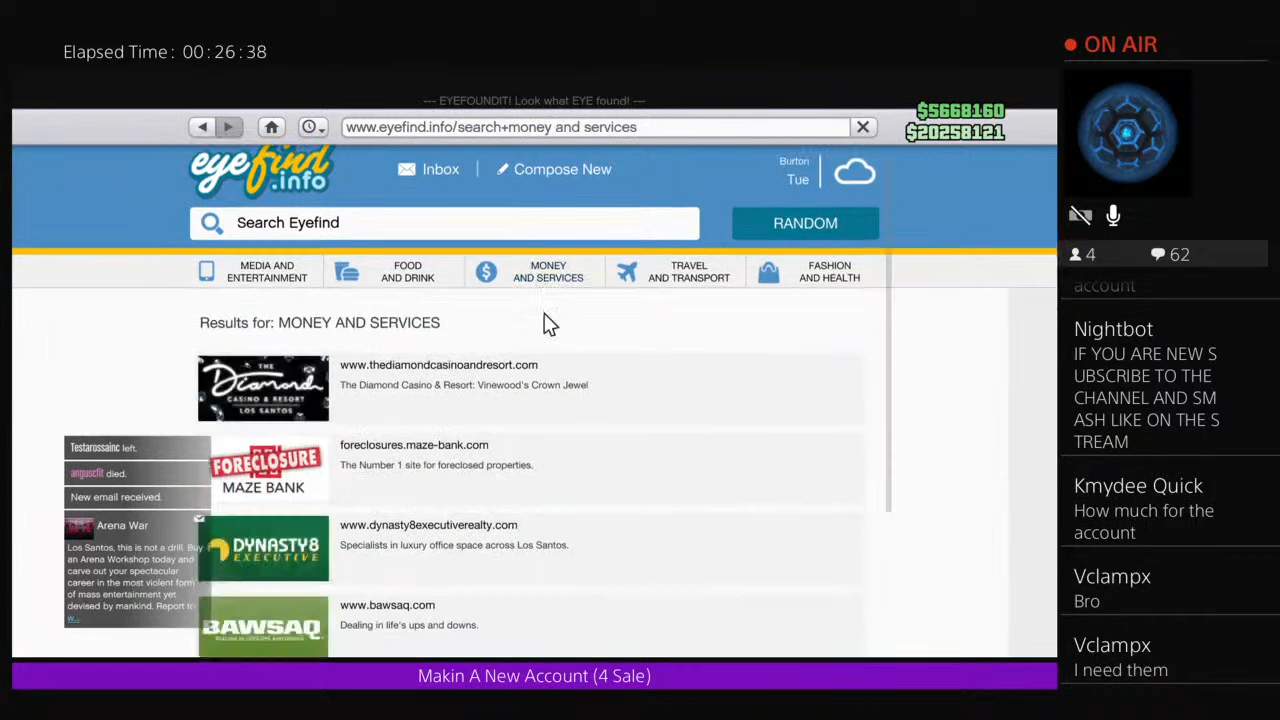 Elapsed Time: 00:26:38
ON AIR
--- EYEFOUNDIT! Look what EYE found! ---
www.eyefind.info/search+money and services
$5668160
$20258121
eyefind
.info
Inbox
Compose New
Burton
Tue
Search Eyefind
RANDOM
MEDIA AND
ENTERTAINMENT
FOOD
AND DRINK
MONEY
AND SERVICES
TRAVEL
AND TRANSPORT
FASHION
AND HEALTH
Results for: MONEY AND SERVICES
THE
Diamond
CASINO & RESORT
LOS SANTOS
www.thediamondcasinoandresort.com
The Diamond Casino & Resort: Vinewood's Crown Jewel
FORECLOSURE
MAZE BANK
foreclosures.maze-bank.com
The Number 1 site for foreclosed properties.
DYNASTY8
EXECUTIVE
www.dynasty8executiverealty.com
Specialists in luxury office space across Los Santos.
BAWSAQ
www.bawsaq.com
Dealing in life's ups and downs.
Testarossainc left.
anguscfit died.
New email received.
Arena War
Los Santos, this is not a drill. Buy
an Arena Workshop today and
carve out your spectacular
career in the most violent form
of mass entertainment yet
devised by mankind. Report to
w...
Makin A New Account (4 Sale)
4
62
account
Nightbot
IF YOU ARE NEW S
UBSCRIBE TO THE
CHANNEL AND SM
ASH LIKE ON THE S
TREAM
Kmydee Quick
How much for the
account
Vclampx
Bro
Vclampx
I need them